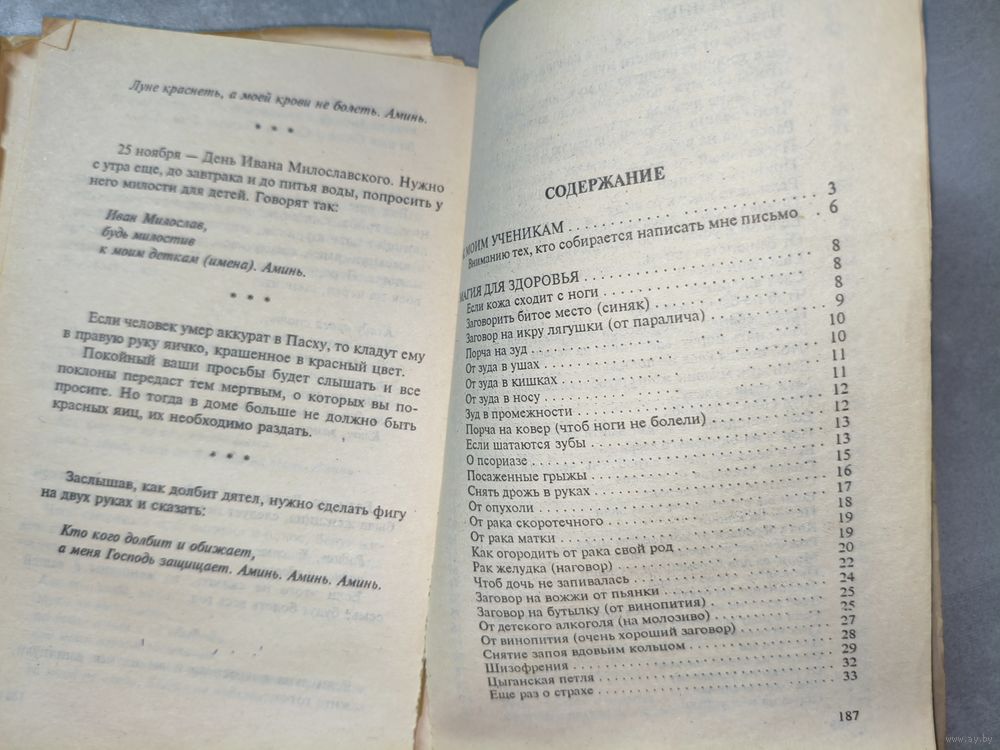 Луне краснеть, а моей крови не болеть. Аминь.
* * *
25 ноября — День Ивана Милославского. Нужно
с утра еще, до завтрака и до питья воды, попросить у
него милости для детей. Говорят так:
Иван Милослав,
будь милостив
к моим деткам (имена). Аминь.
* * *
Если человек умер аккурат в Пасху, то кладут ему
в правую руку яичко, крашенное в красный цвет.
Покойный ваши просьбы будет слышать и все
поклоны передаст тем мертвым, о которых вы по-
просите. Но тогда в доме больше не должно быть
красных яиц, их необходимо раздать.
* * *
Заслышав, как долбит дятел, нужно сделать фигу
на двух руках и сказать:
Кто кого долбит и обижает,
а меня Господь защищает. Аминь. Аминь. Аминь.
СОДЕРЖАНИЕ
МОИМ УЧЕНИКАМ . . . 3
Вниманию тех, кто собирается написать мне письмо . 6
МАГИЯ ДЛЯ ЗДОРОВЬЯ . . . 8
Если кожа сходит с ноги . . . 8
Заговорить битое место (синяк) . . . 8
Заговор на икру лягушки (от паралича) . . . 9
Порча на зуд . . . 10
От зуда в ушах . . . 10
От зуда в кишках . . . 11
От зуда в носу . . . 11
Зуд в промежности . . . 12
Порча на ковер (чтоб ноги не болели) . . . 12
Если шатаются зубы . . . 13
О псориазе . . . 13
Посаженные грыжы . . . 15
Снять дрожь в руках . . . 16
От опухоли . . . 17
От рака скоротечного . . . 18
От рака матки . . . 19
Как огородить от рака свой род . . . 19
Рак желудка (наговор) . . . 20
Чтоб дочь не запивалась . . . 22
Заговор на вожжи от пьянки . . . 24
Заговор на бутылку (от винопития) . . . 25
От детского алкоголя (на молозиво) . . . 25
От винопития (очень хороший заговор) . . . 27
Снятие запоя вдовьим кольцом . . . 28
Шизофрения . . . 29
Цыганская петля . . . 32
Еще раз о страхе . . . 33
187
www.ay.by